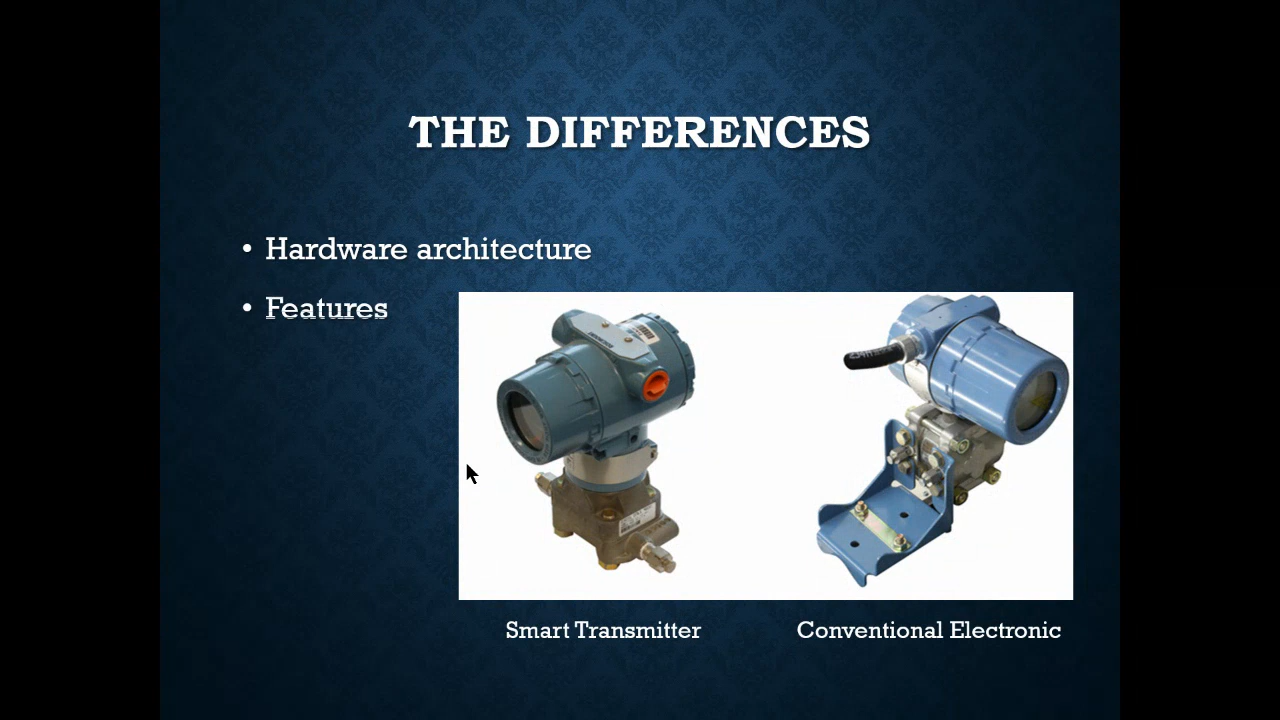 THE DIFFERENCES
• Hardware architecture
• Features
Smart Transmitter
Conventional Electronic